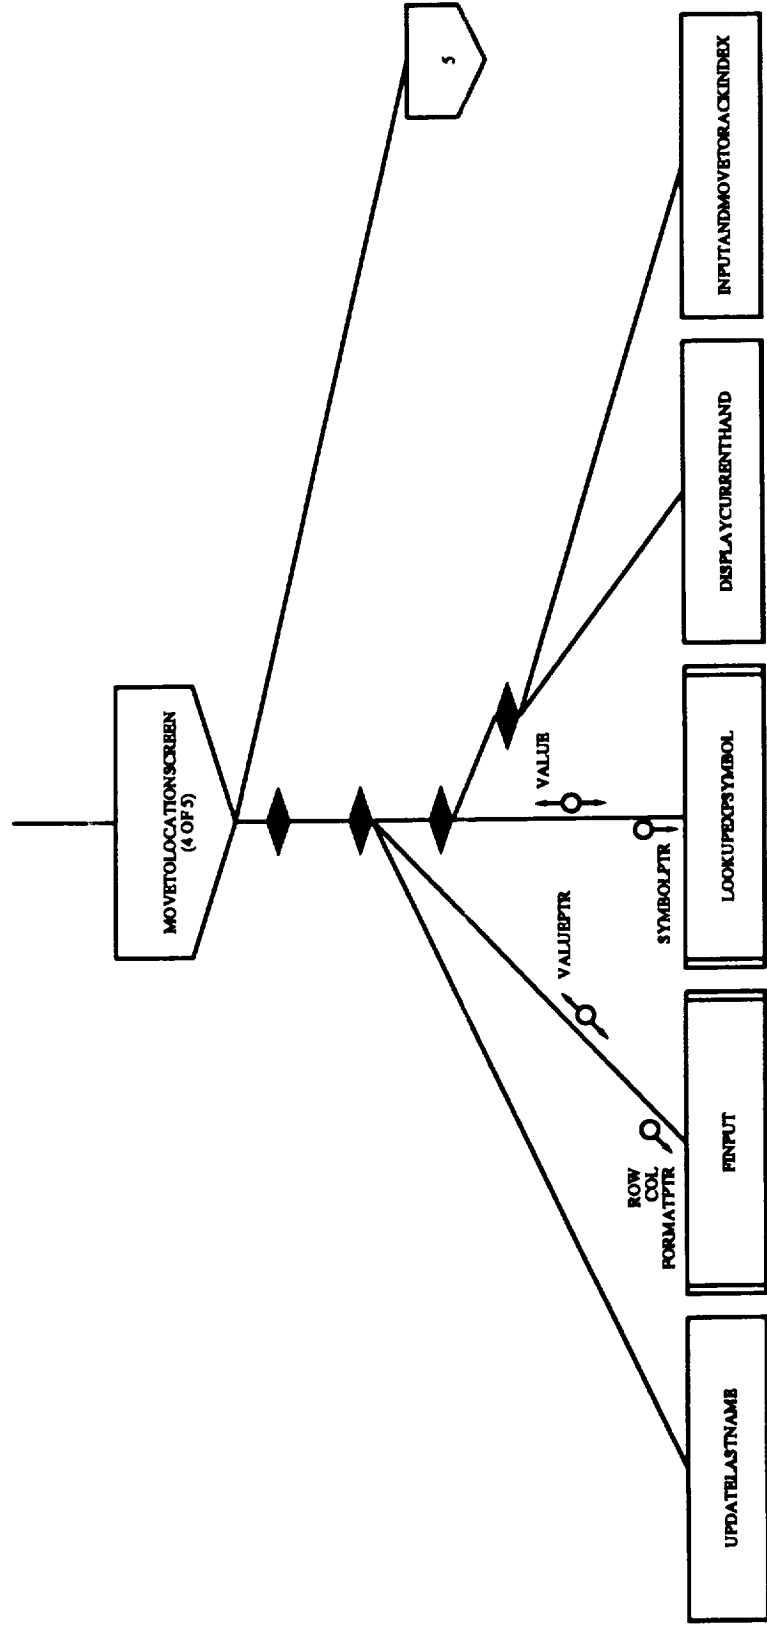 MOVETOLOCATIONSCREEN
(4 OF 5)
5
VALUE
VALUEPTR
SYMBOLPTR
ROW
COL
FORMATPTR
UPDATELASTNAME
FINPUT
LOOKUPEXPSYMBOL
DISPLAYCURRENTHAND
INPUTANDMOVETORACKINDEX